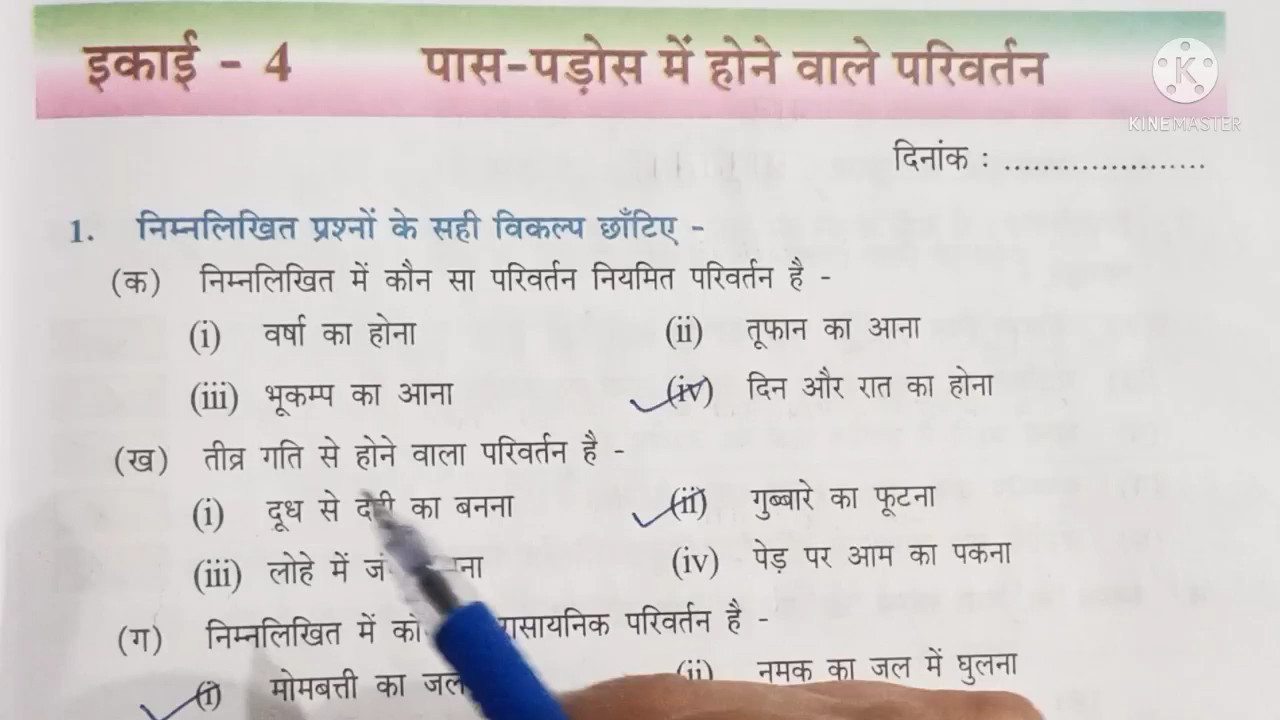 इकाई - 4 पास-पड़ोस में होने वाले परिवर्तन
K
KINEMASTER
दिनांक : ......................
1. निम्नलिखित प्रश्नों के सही विकल्प छाँटिए -
(क) निम्नलिखित में कौन सा परिवर्तन नियमित परिवर्तन है -
(i) वर्षा का होना (ii) तूफान का आना
(iii) भूकम्प का आना (iv) दिन और रात का होना
(ख) तीव्र गति से होने वाला परिवर्तन है -
(i) दूध से का बनना (ii) गुब्बारे का फूटना
(iii) लोहे में (iv) पेड़ पर आम का पकना
(ग) निम्नलिखित में परिवर्तन है -
(i) मोमबत्ती का (ii) नमक का जल में घुलना